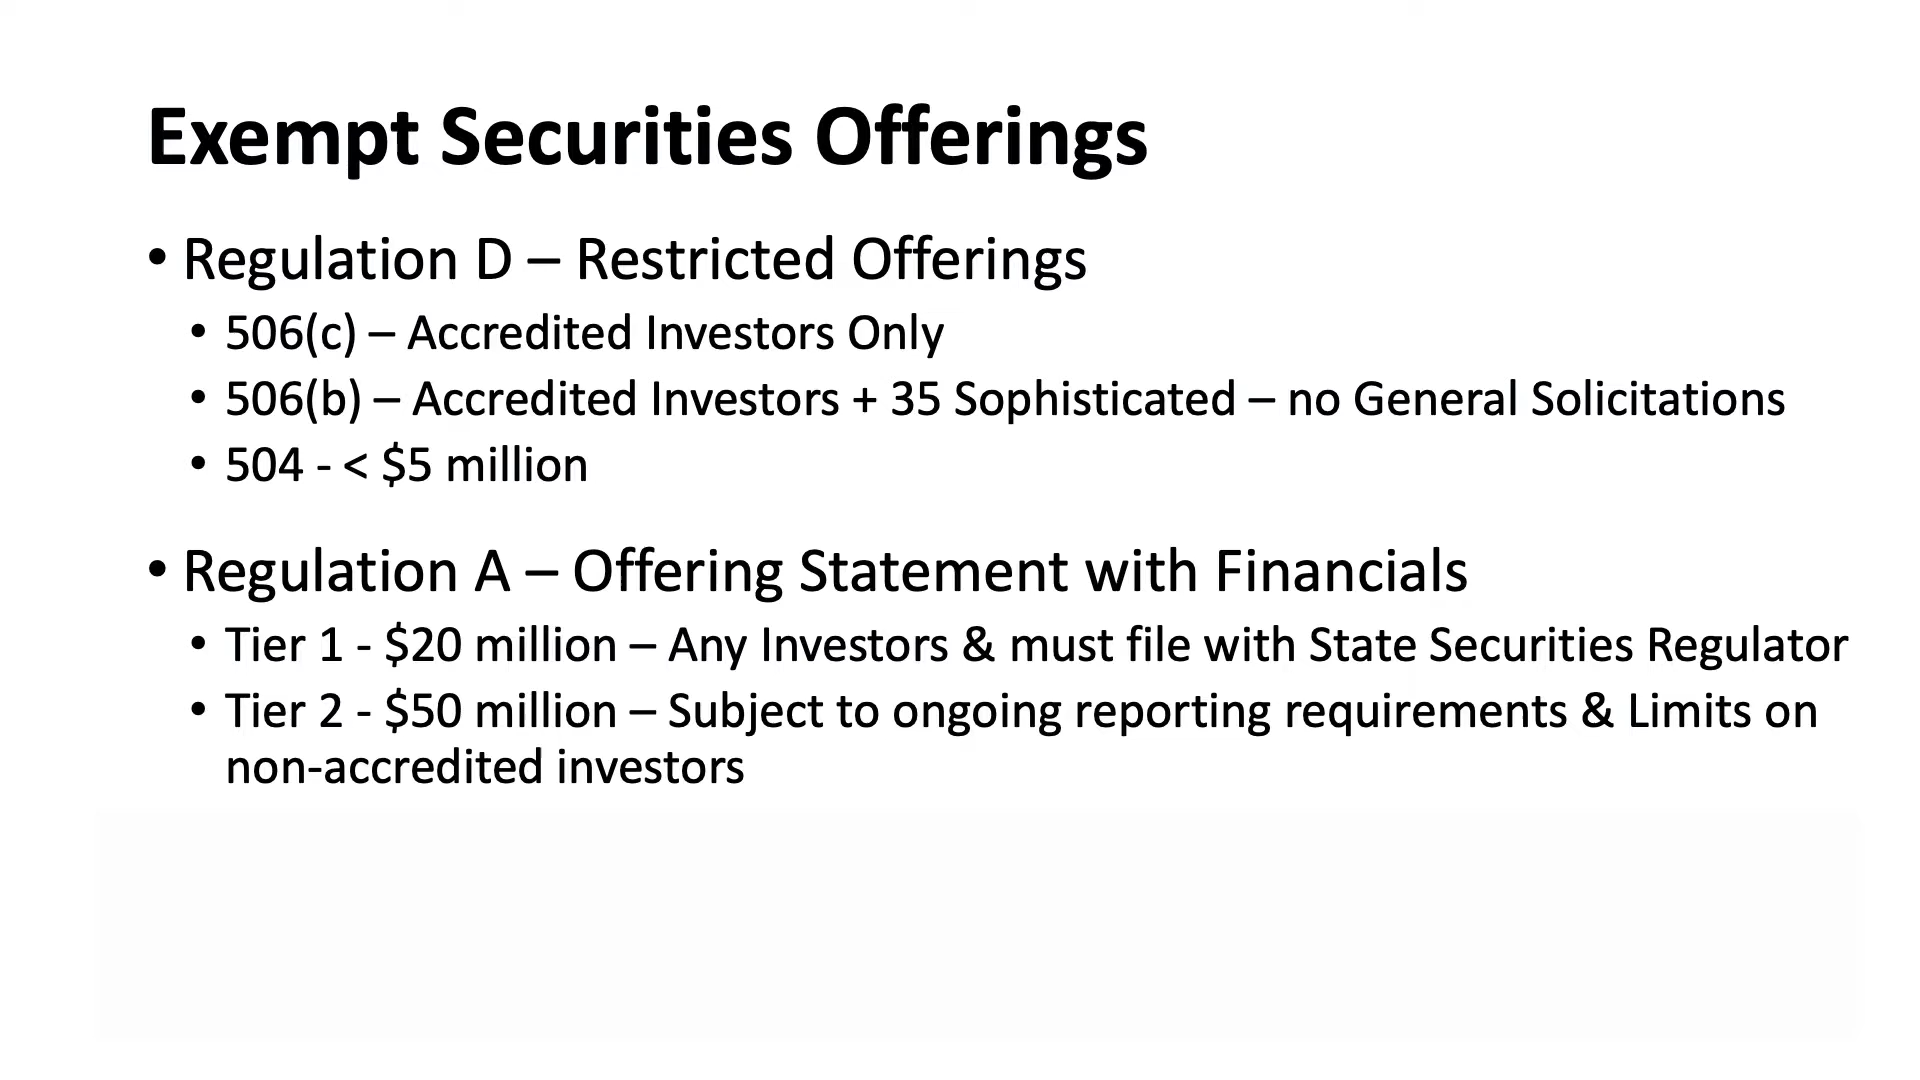 Exempt Securities Offerings
• Regulation D – Restricted Offerings
• 506(c) – Accredited Investors Only
• 506(b) – Accredited Investors + 35 Sophisticated – no General Solicitations
• 504 - < $5 million
• Regulation A – Offering Statement with Financials
• Tier 1 - $20 million – Any Investors & must file with State Securities Regulator
• Tier 2 - $50 million – Subject to ongoing reporting requirements & Limits on
non-accredited investors